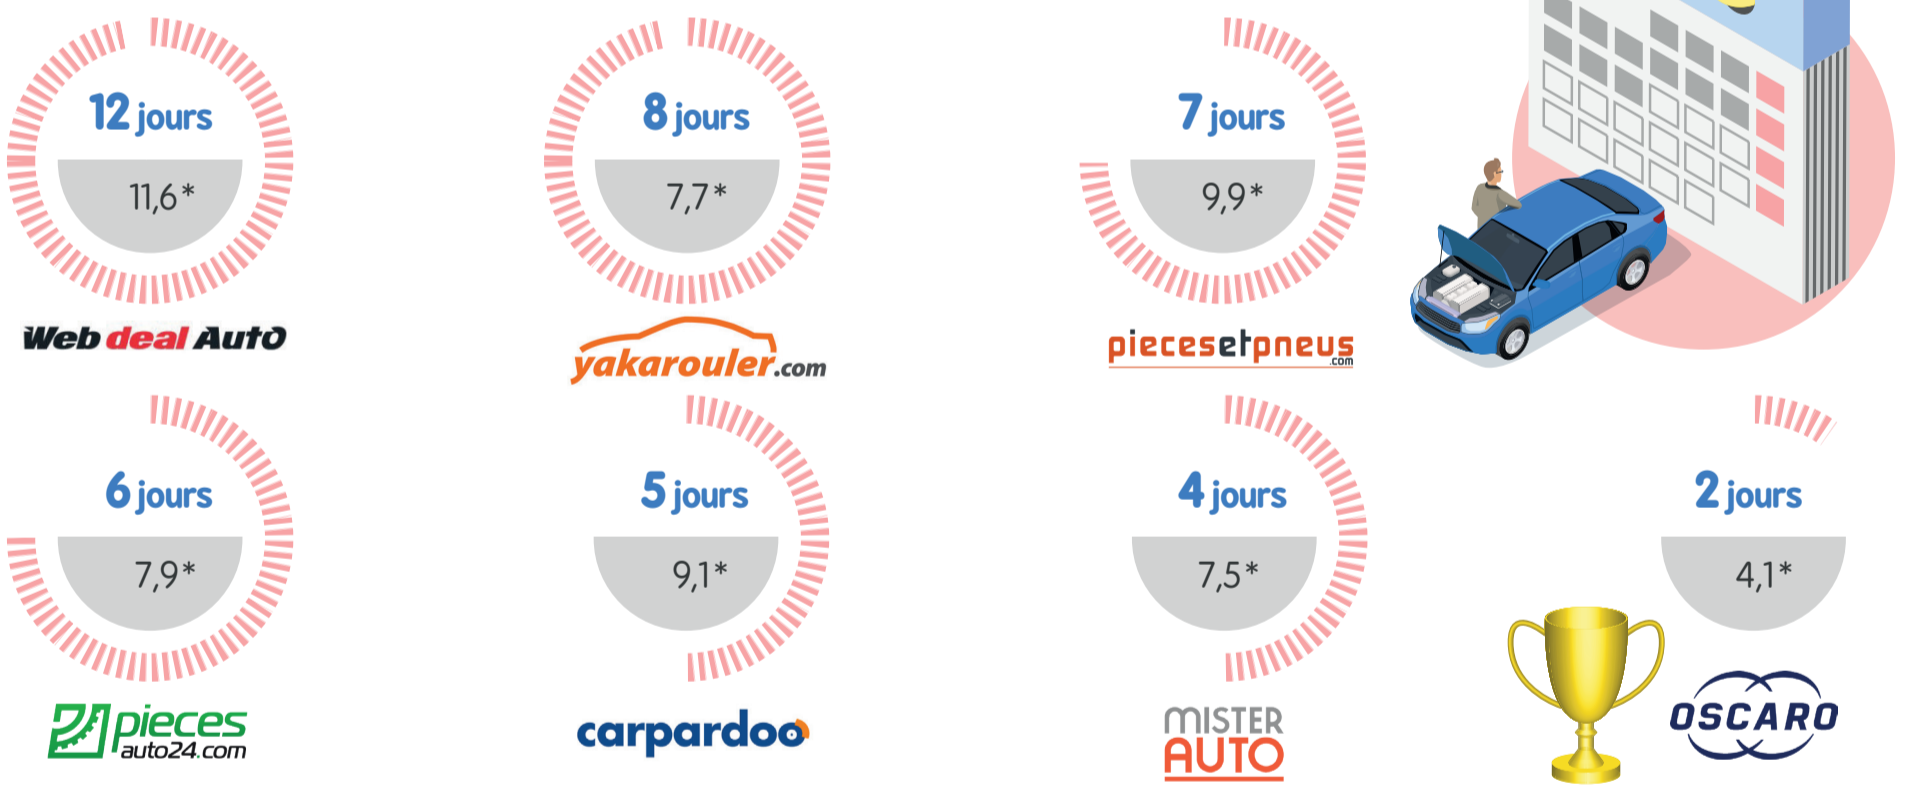 12 jours
11,6*
Web deal Auto
8 jours
7,7*
yakarouler.com
7 jours
9,9*
piecesetpneus
.com
6 jours
7,9*
pieces
auto24.com
5 jours
9,1*
carpardoo
4 jours
7,5*
MISTER
AUTO
2 jours
4,1*
OSCARO